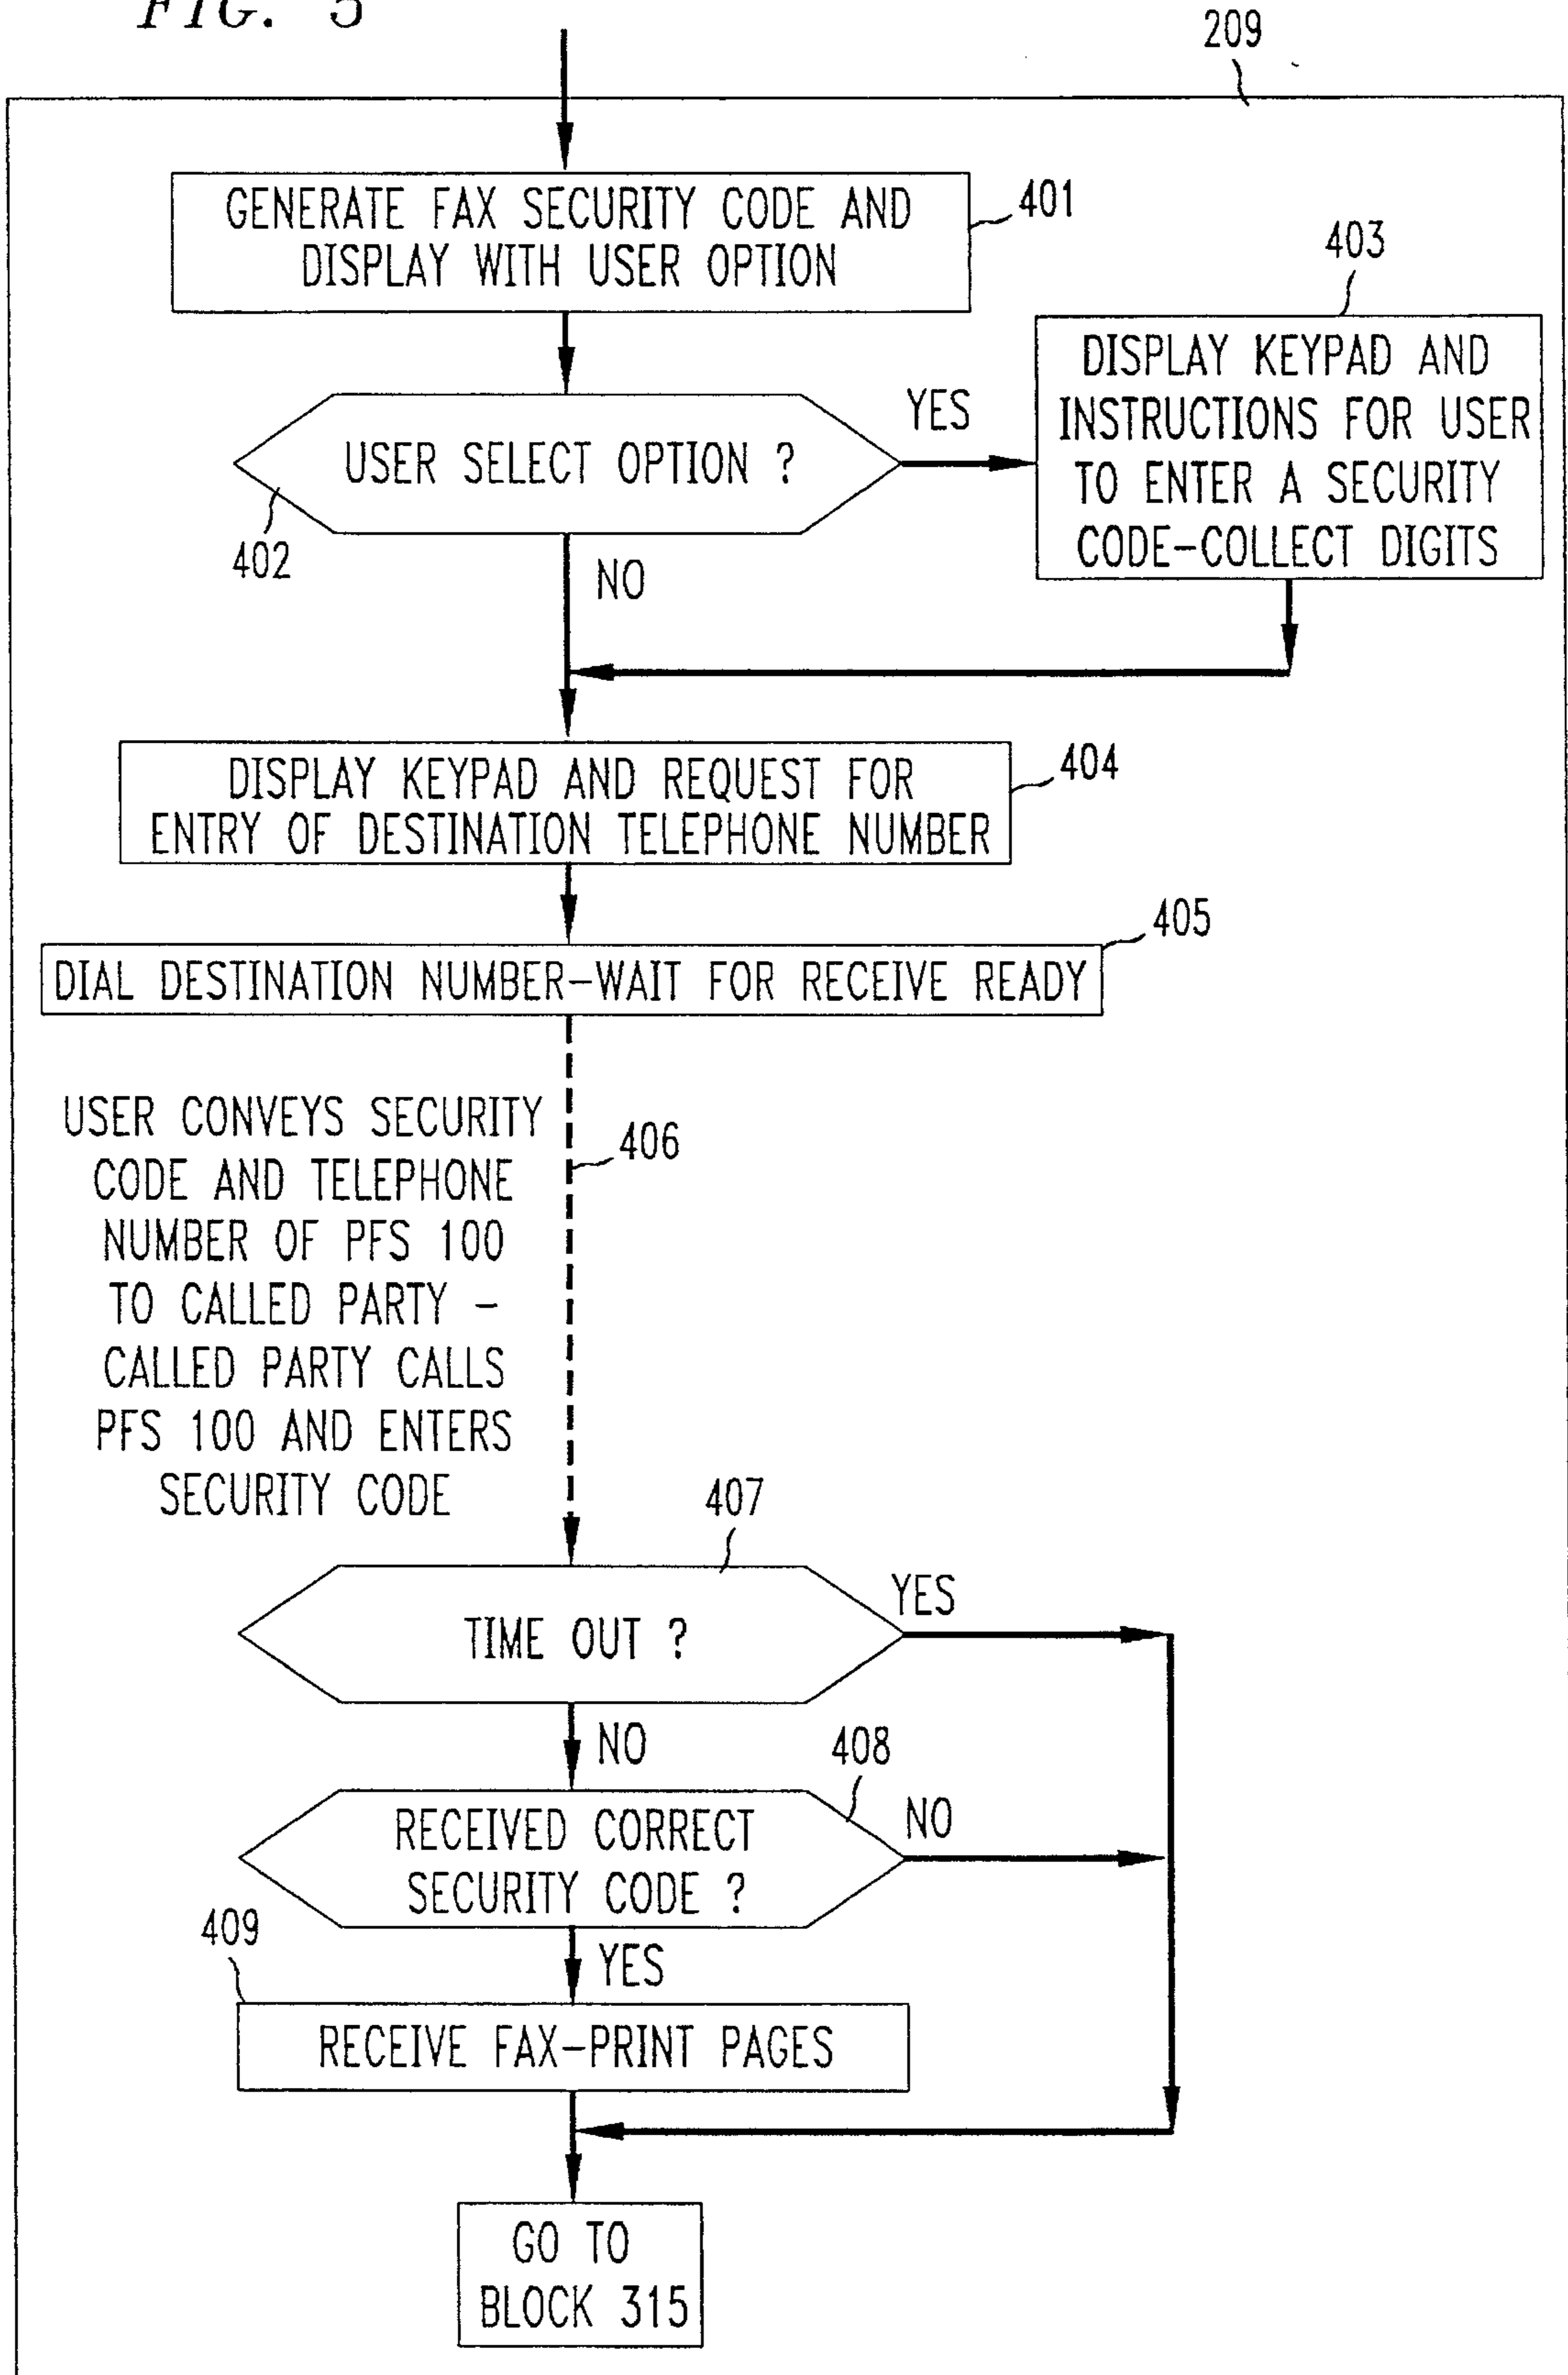 FIG. 5
209
GENERATE FAX SECURITY CODE AND
DISPLAY WITH USER OPTION
401
403
DISPLAY KEYPAD AND
INSTRUCTIONS FOR USER
TO ENTER A SECURITY
CODE-COLLECT DIGITS
USER SELECT OPTION ?
YES
402
NO
DISPLAY KEYPAD AND REQUEST FOR
ENTRY OF DESTINATION TELEPHONE NUMBER
404
405
DIAL DESTINATION NUMBER-WAIT FOR RECEIVE READY
USER CONVEYS SECURITY
CODE AND TELEPHONE
NUMBER OF PFS 100
TO CALLED PARTY -
CALLED PARTY CALLS
PFS 100 AND ENTERS
SECURITY CODE
406
407
TIME OUT ?
YES
NO
408
RECEIVED CORRECT
SECURITY CODE ?
NO
409
YES
RECEIVE FAX-PRINT PAGES
GO TO
BLOCK 315